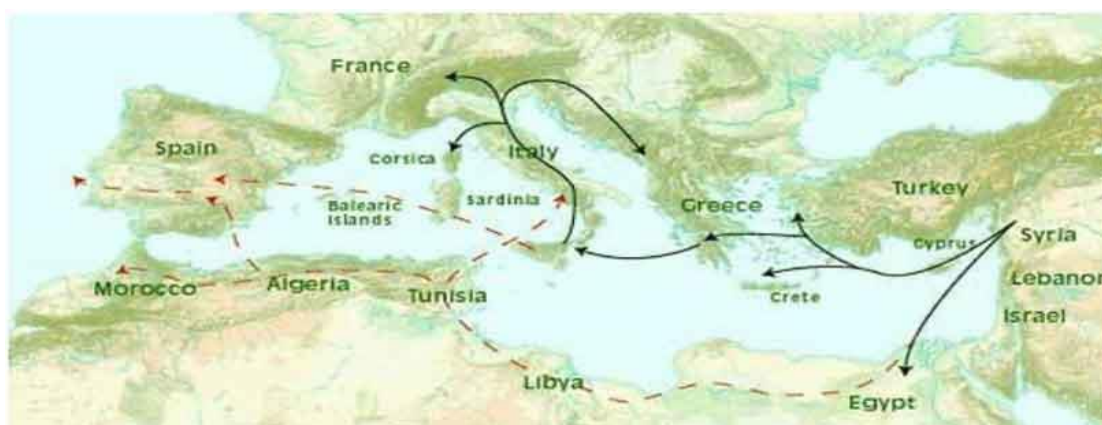 France
Spain
Corsica
Italy
Sardinia
Balearic
Islands
Greece
Turkey
Cyprus
Syria
Lebanon
Israel
Crete
Morocco
Algeria
Tunisia
Libya
Egypt